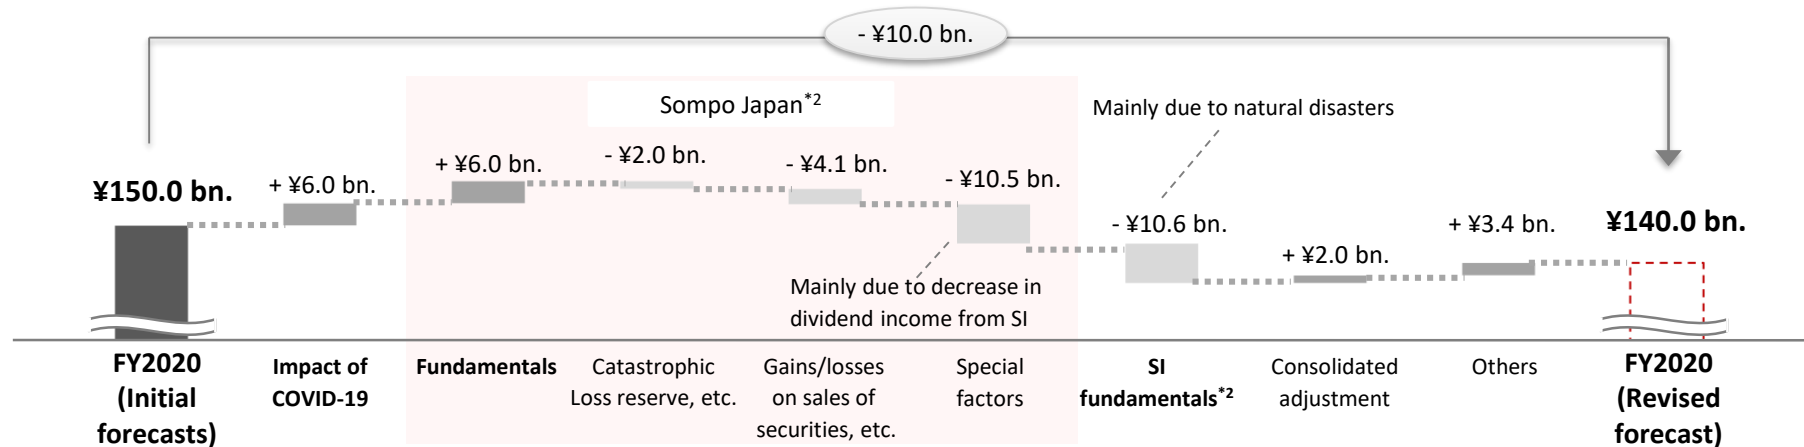 - ¥10.0 bn.
Sompo Japan*2
Mainly due to natural disasters
¥150.0 bn.
+ ¥6.0 bn.
+ ¥6.0 bn.
- ¥2.0 bn.
- ¥4.1 bn.
- ¥10.5 bn.
- ¥10.6 bn.
+ ¥2.0 bn.
+ ¥3.4 bn.
¥140.0 bn.
Mainly due to decrease in
dividend income from SI
FY2020
(Initial
forecasts)
Impact of
COVID-19
Fundamentals
Catastrophic
Loss reserve, etc.
Gains/losses
on sales of
securities, etc.
Special
factors
SI
fundamentals*2
Consolidated
adjustment
Others
FY2020
(Revised
forecast)